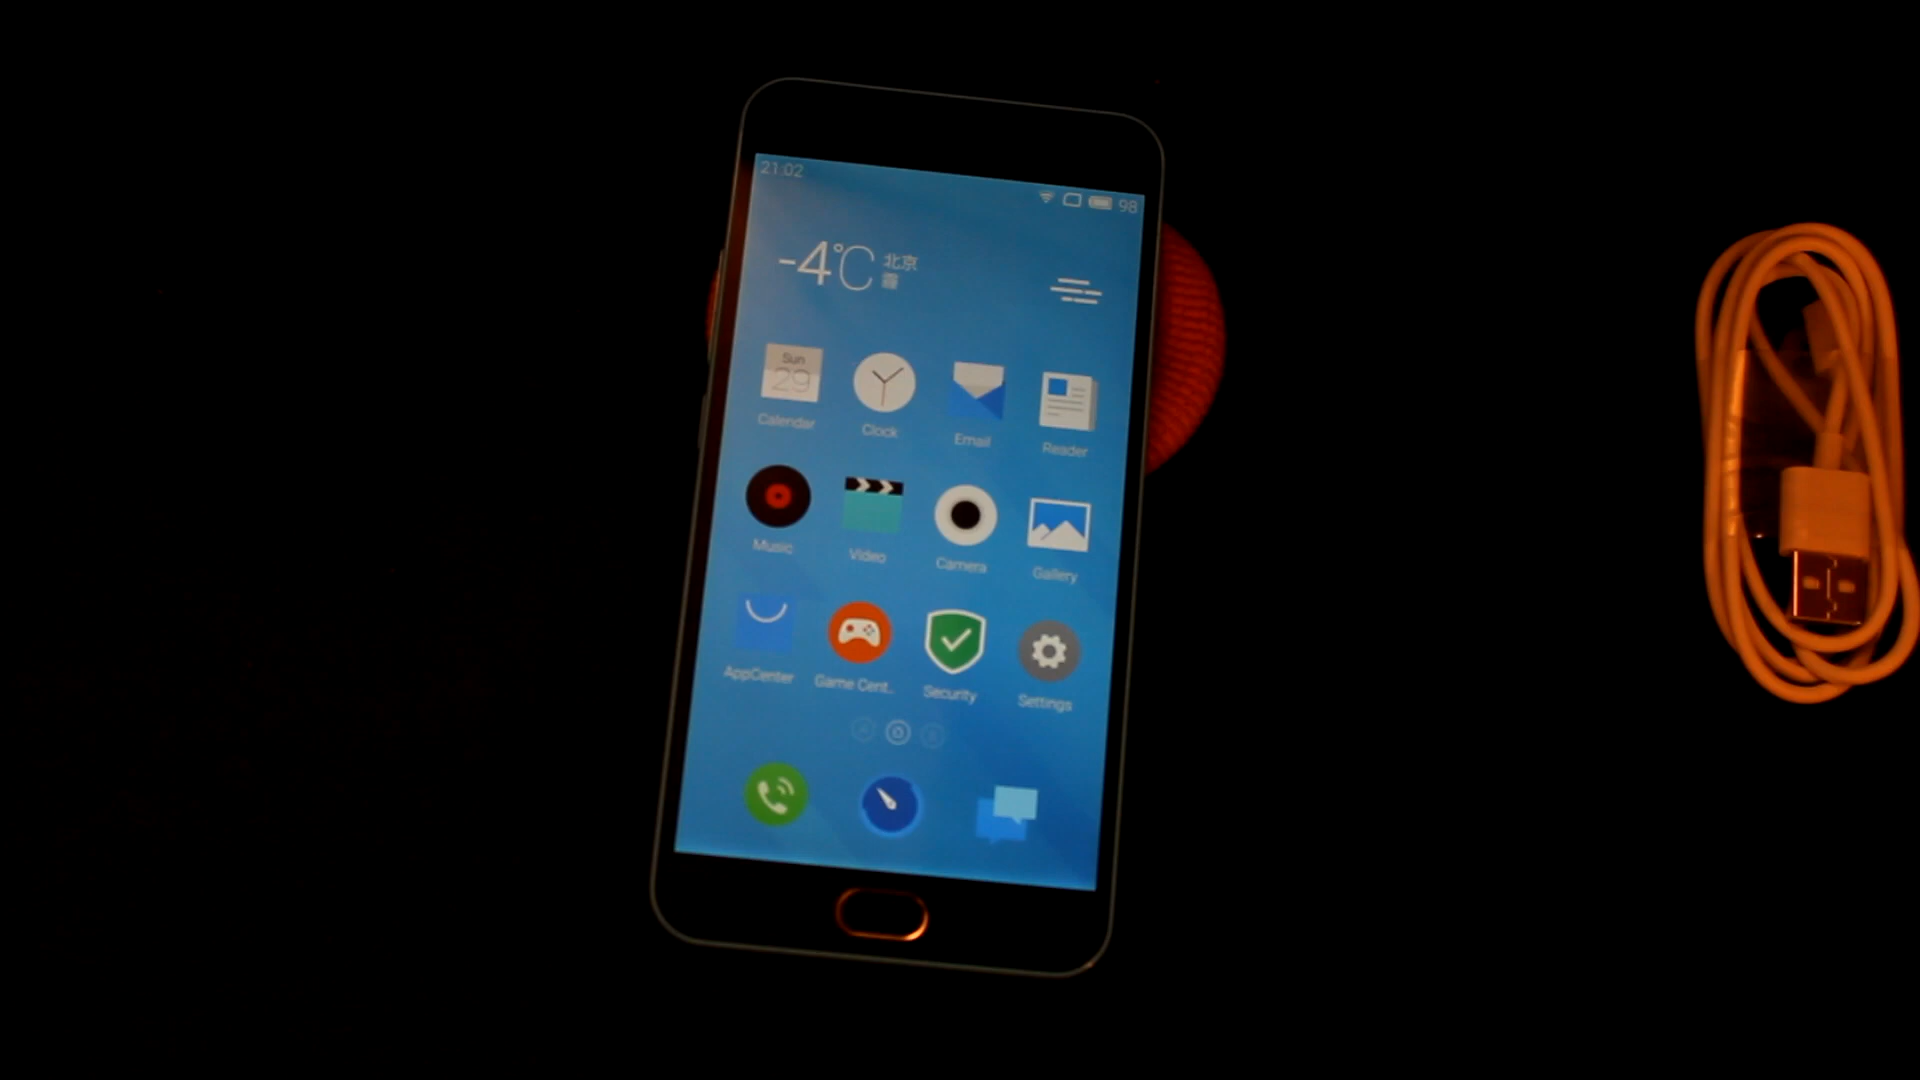 21:02
98
-4°C 北京
霾
Sun
29
Calendar Clock Email Reader
Music Video Camera Gallery
AppCenter Game Cent.. Security Settings